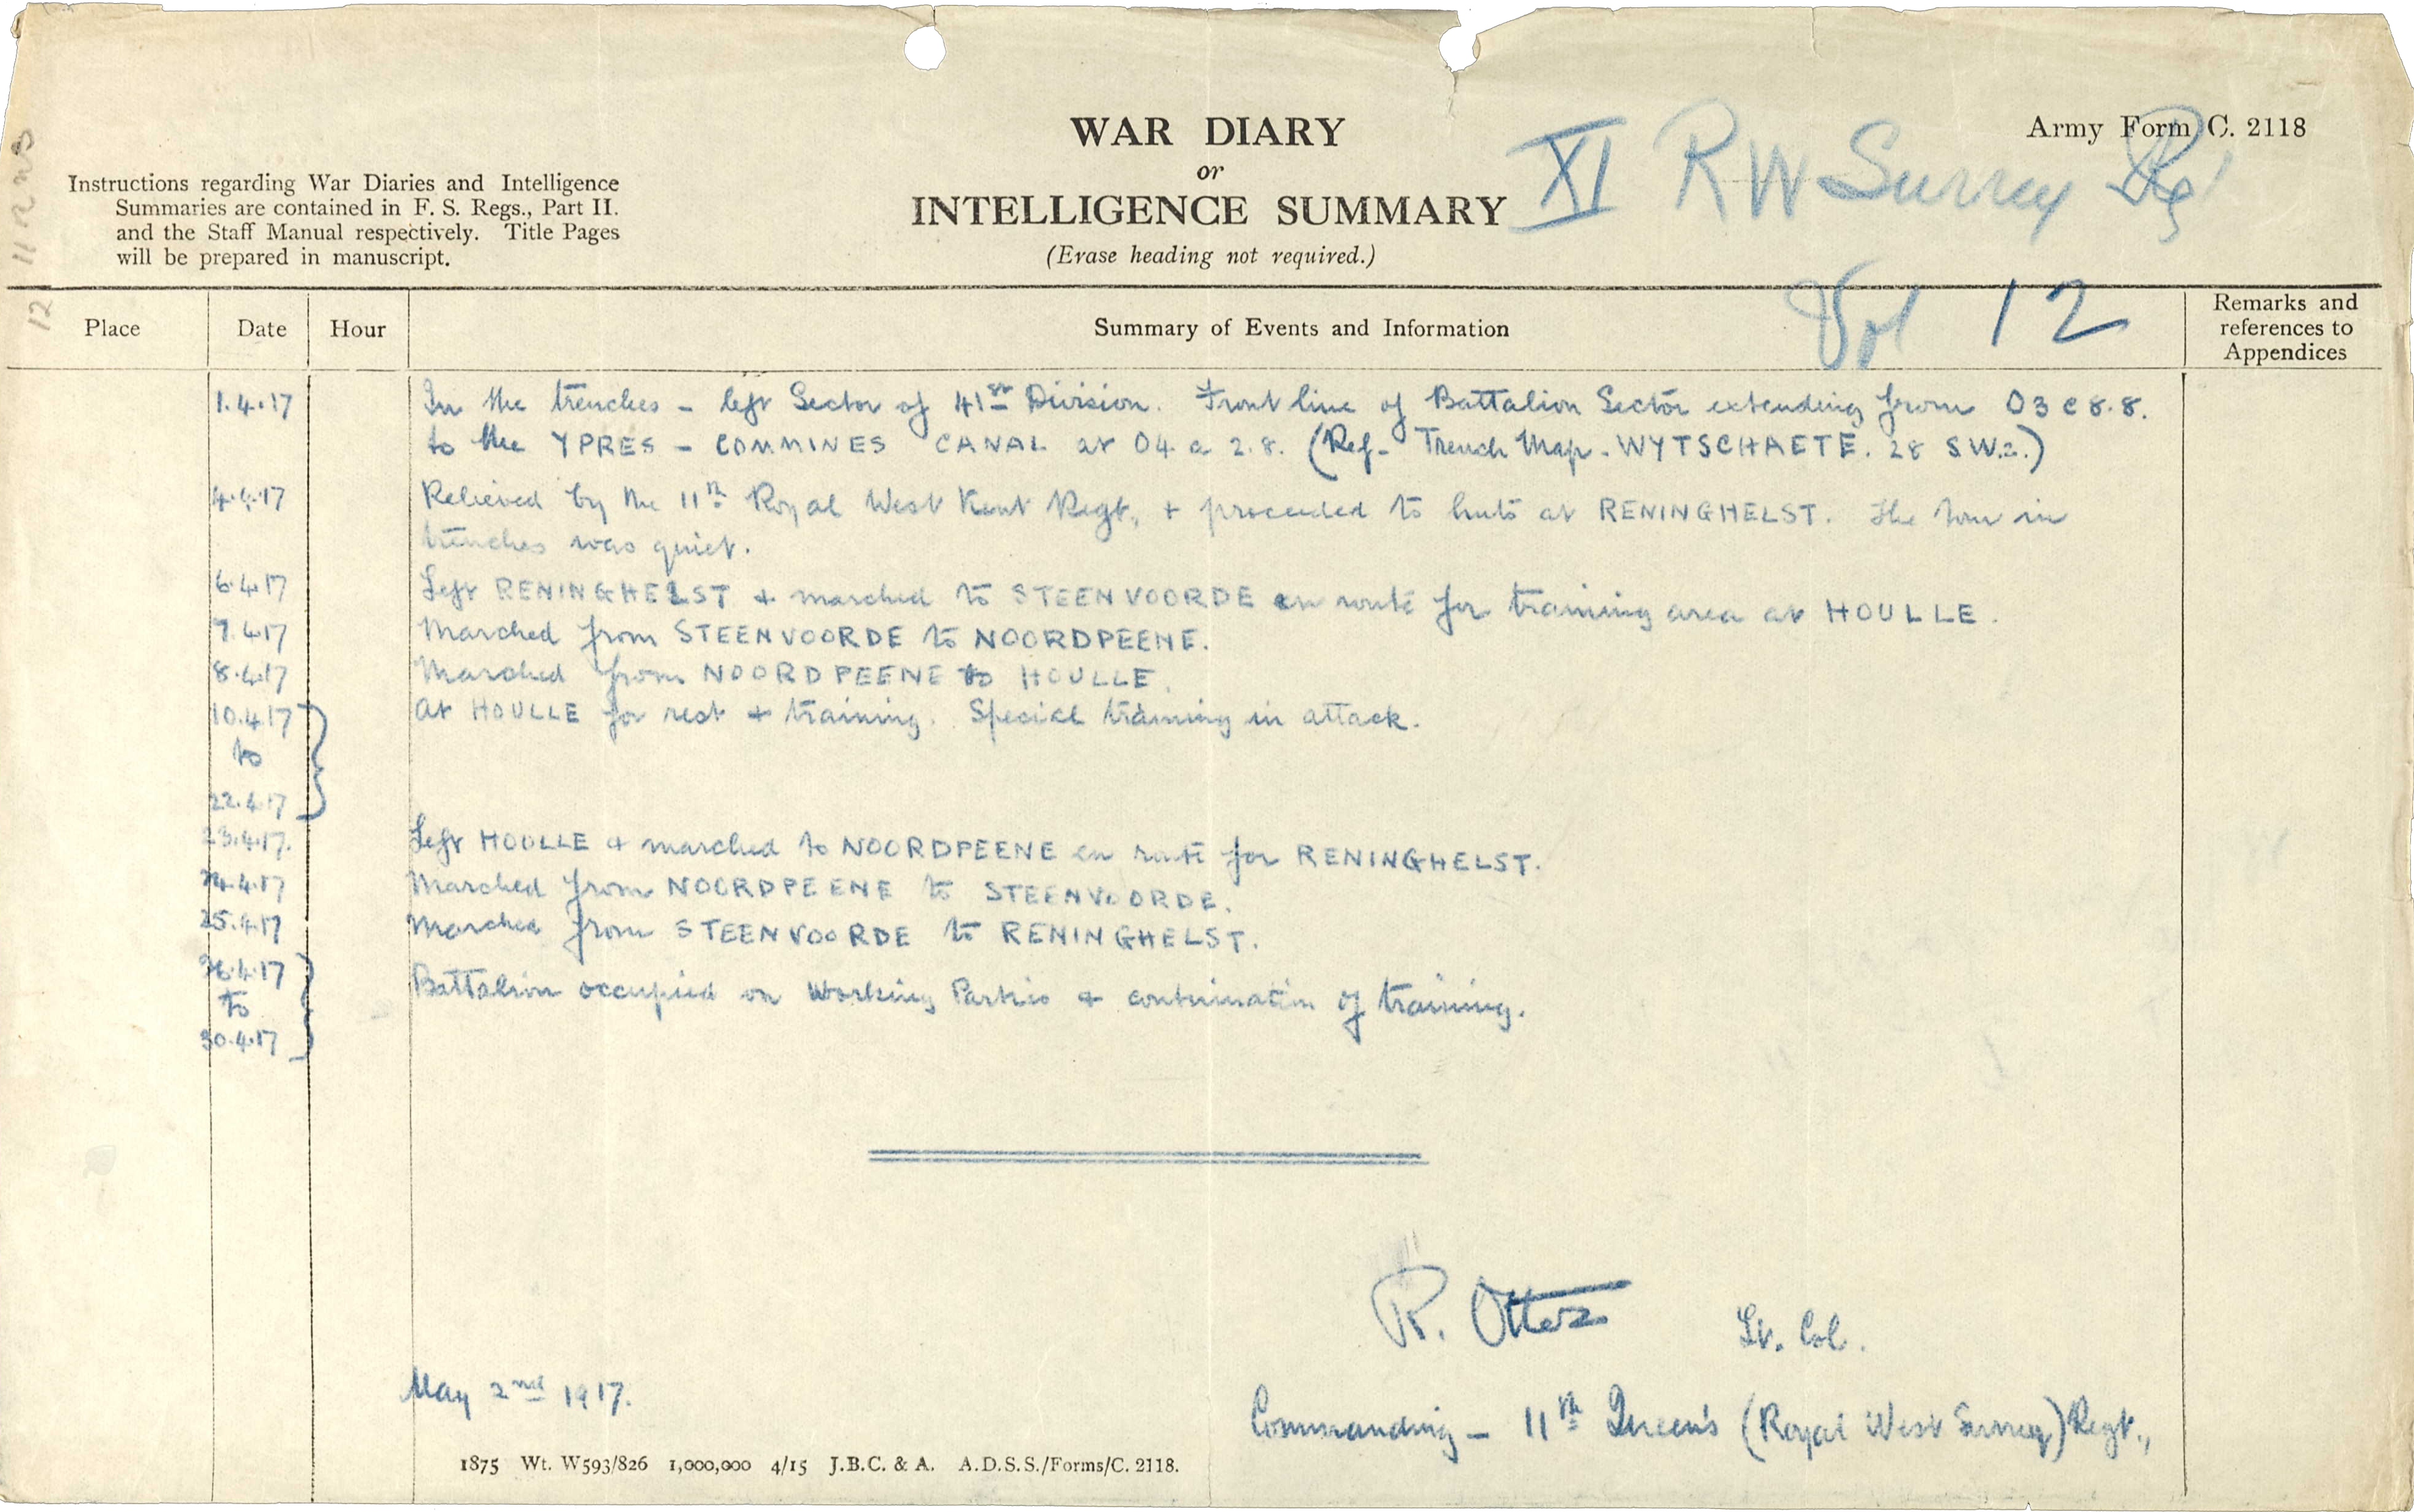 WAR DIARY
or
INTELLIGENCE SUMMARY
(Erase heading not required.)
Army Form C. 2118
XI R W Surrey Rgt
Vol 12
Instructions regarding War Diaries and Intelligence
Summaries are contained in F. S. Regs., Part II.
and the Staff Manual respectively. Title Pages
will be prepared in manuscript.
12
Place Date Hour Summary of Events and Information Remarks and references to Appendices
1.4.17 In the trenches - left Sector of 41st Division. Front line of Battalion Sector extending from O3 c 8.8.
to the YPRES - COMMINES CANAL at O4. a 2.8. (Ref- Trench Map. WYTSCHAETE. 28 S W.2.)
4.4.17 Relieved by the 11th Royal West Kent Regt, + proceeded to huts at RENINGHELST. The tour in
trenches was quiet.
6.4.17 Left RENINGHELST + marched to STEENVOORDE en route for training area at HOULLE.
7.4.17 Marched from STEENVOORDE to NOORDPEENE.
8.4.17 Marched from NOORDPEENE to HOULLE.
10.4.17 At HOULLE for rest + training. Special training in attack.
to
22.4.17
23.4.17. Left HOULLE + marched to NOORDPEENE en route for RENINGHELST.
24.4.17 Marched from NOORDPEENE to STEENVOORDE.
25.4.17 Marched from STEENVOORDE to RENINGHELST.
26.4.17 Battalion occupied on Working Parties + continuation of training.
to
30.4.17
R. Otter Lt. Col.
May 2nd 1917.
Commanding - 11th Queen's (Royal West Surrey) Regt.,
1875 Wt. W593/826 1,000,000 4/15 J.B.C. & A. A.D.S.S./Forms/C. 2118.